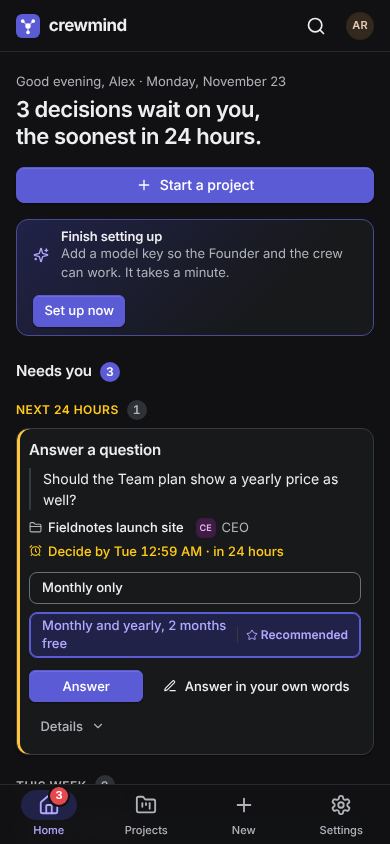 crewmind
AR
Good evening, Alex · Monday, November 23
3 decisions wait on you,
the soonest in 24 hours.
Start a project
Finish setting up
Add a model key so the Founder and the crew
can work. It takes a minute.
Set up now
Needs you 3
NEXT 24 HOURS 1
Answer a question
Should the Team plan show a yearly price as
well?
Fieldnotes launch site CE CEO
Decide by Tue 12:59 AM · in 24 hours
Monthly only
Monthly and yearly, 2 months
free
Recommended
Answer
Answer in your own words
Details
THIS WEEK 2
3
Home
Projects
New
Settings